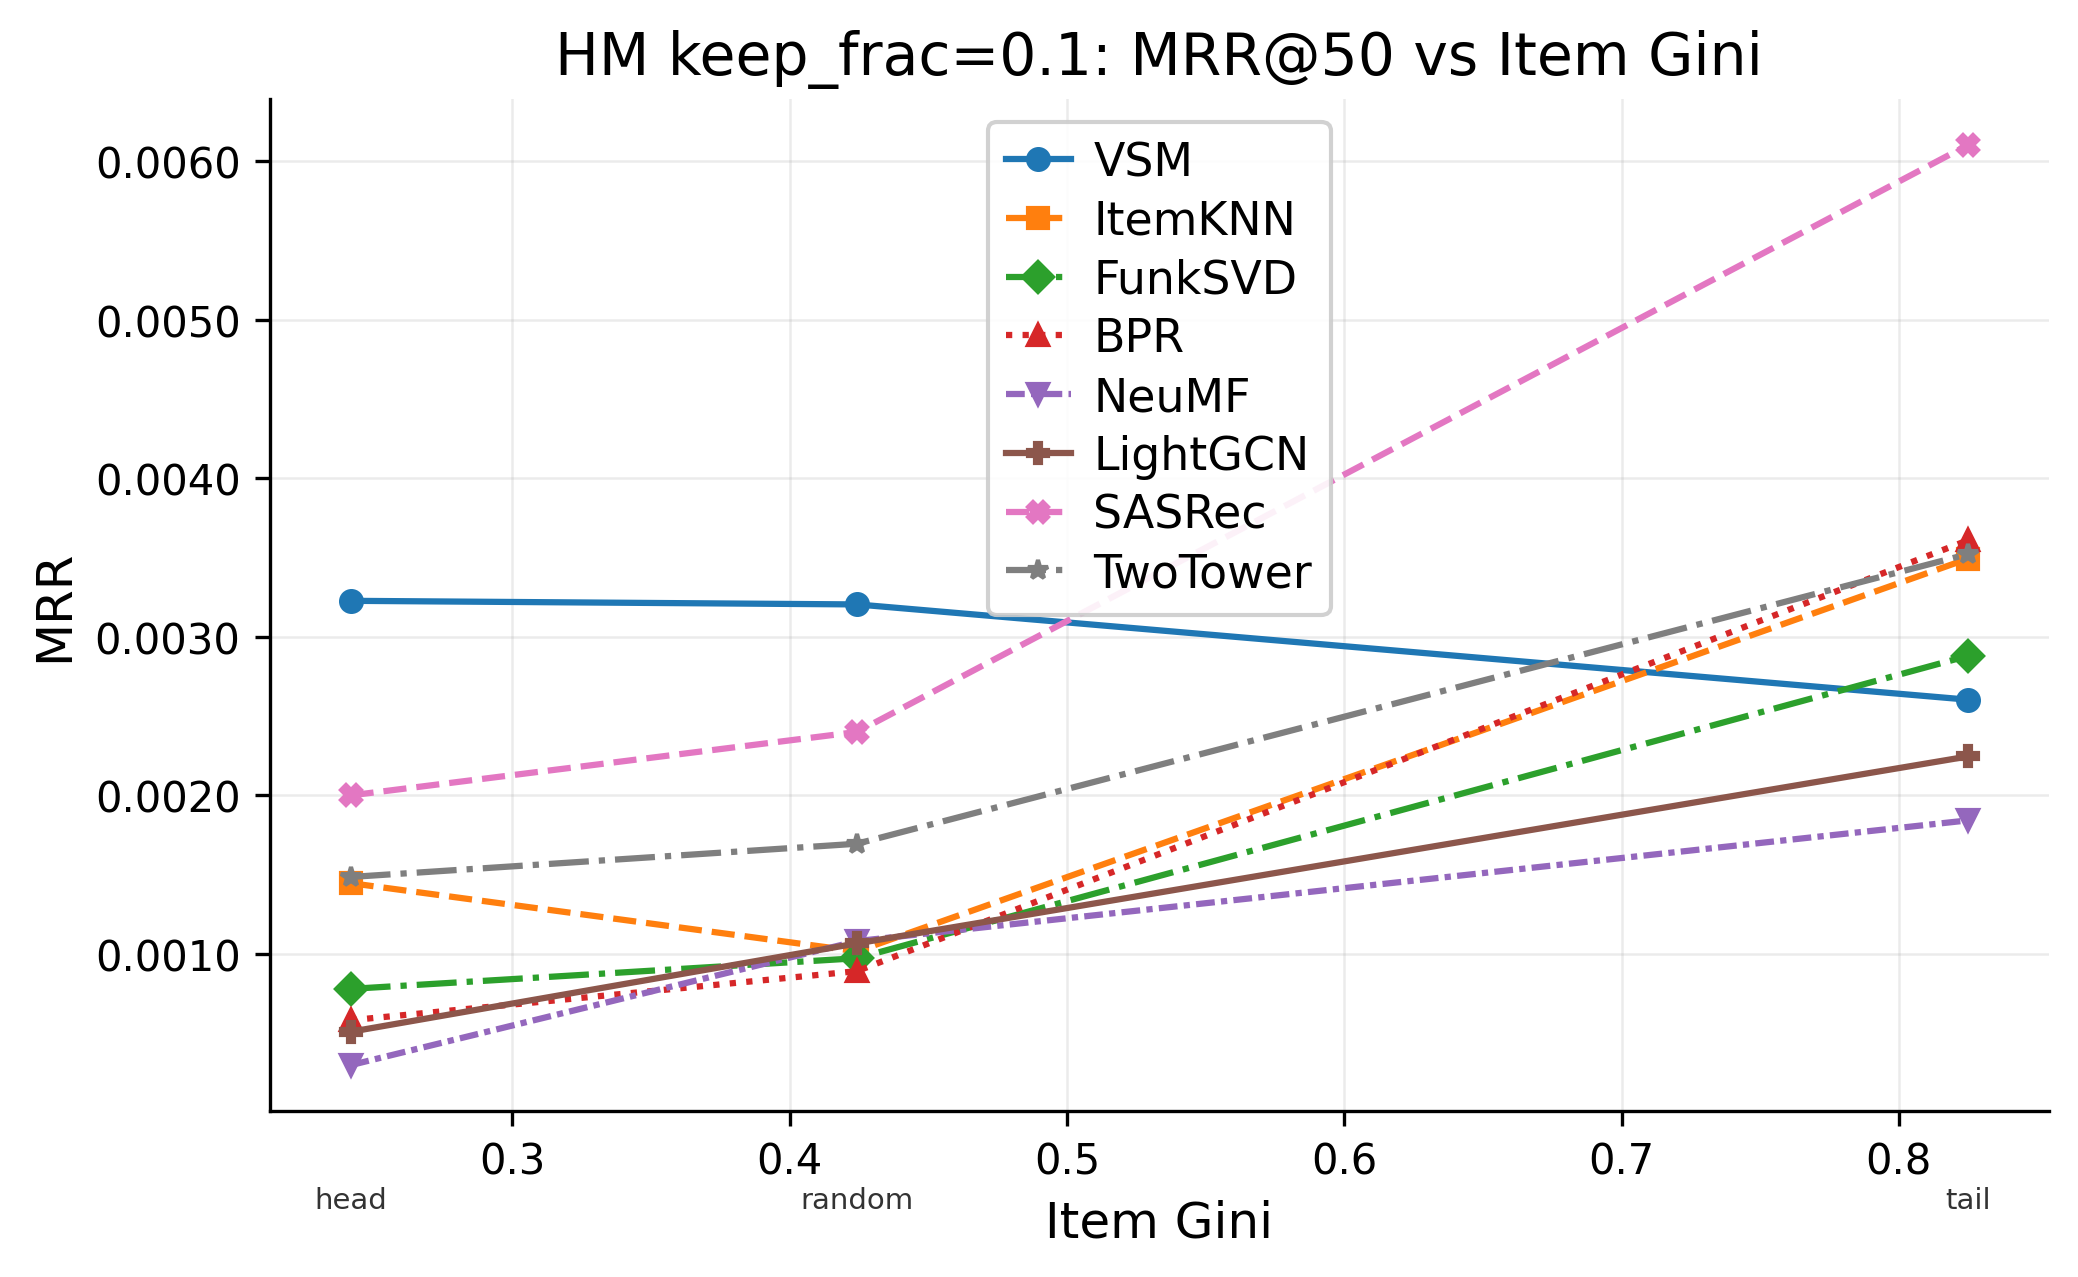 HM keep_frac=0.1: MRR@50 vs Item Gini
0.0060
0.0050
0.0040
0.0030
0.0020
0.0010
MRR
VSM
ItemKNN
FunkSVD
BPR
NeuMF
LightGCN
SASRec
TwoTower
0.3 0.4 0.5 0.6 0.7 0.8
head random tail
Item Gini